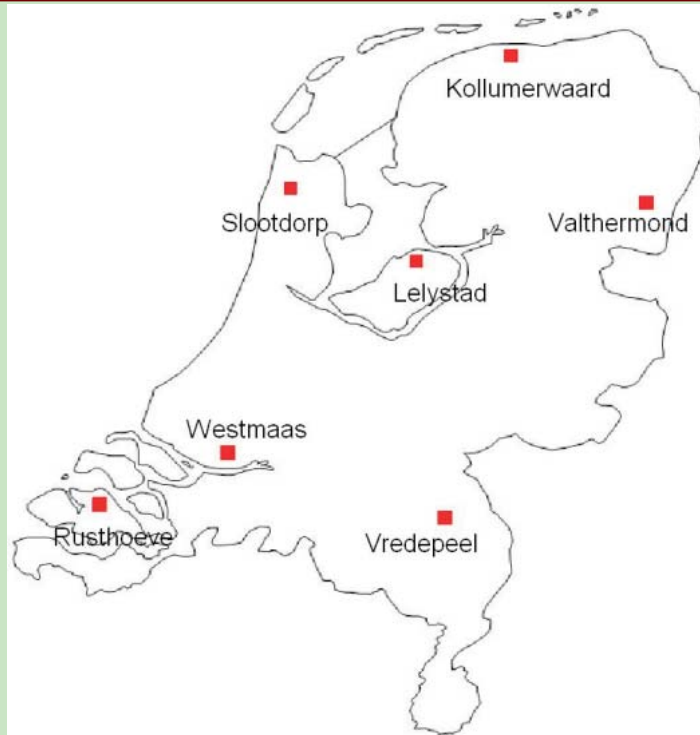 Kollumerwaard
Slootdorp
Valthermond
Lelystad
Westmaas
Rusthoeve
Vredepeel